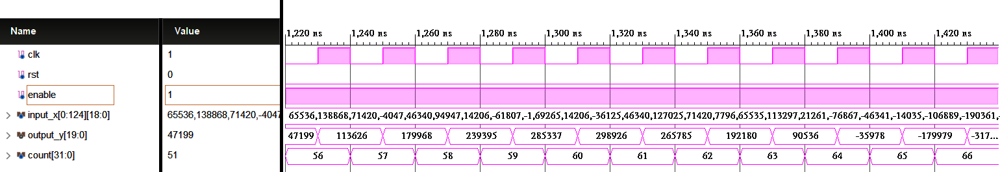 Name Value
1,220 ns 1,240 ns 1,260 ns 1,280 ns 1,300 ns 1,320 ns 1,340 ns 1,360 ns 1,380 ns 1,400 ns 1,420 ns
clk 1
rst 0
enable 1
input_x[0:124][18:0] 65536,138868,71420,-4047 65536,138868,71420,-4047,46340,94947,14206,-61807,-1,69265,14206,-36125,46340,127025,71420,7796,65535,113297,21261,-76867,-46341,-14035,-106889,-190361,-
output_y[19:0] 47199 47199 113626 179968 239395 285337 298926 265785 192180 90536 -35978 -179979 -317...
count[31:0] 51 56 57 58 59 60 61 62 63 64 65 66